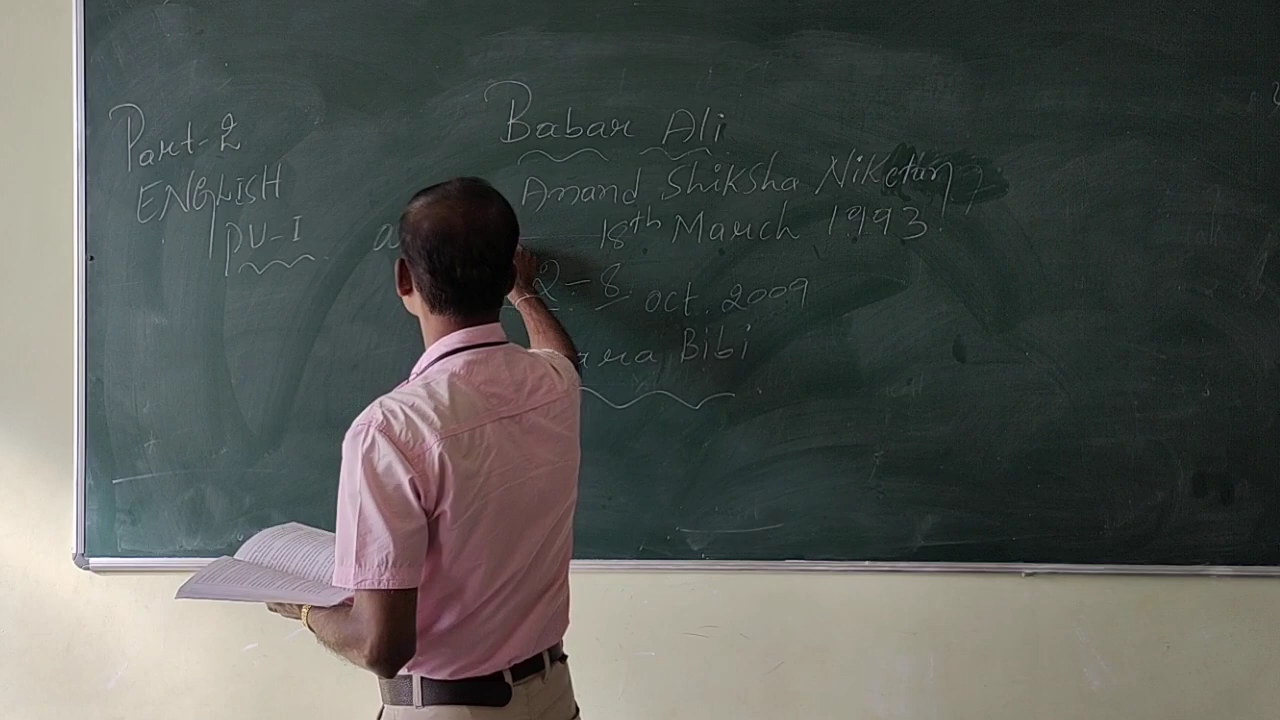 Part-2
ENGLISH
PU-I
Babar Ali
Anand Shiksha Niketan
18th March 1993
2-8 Oct. 2009
Bibi